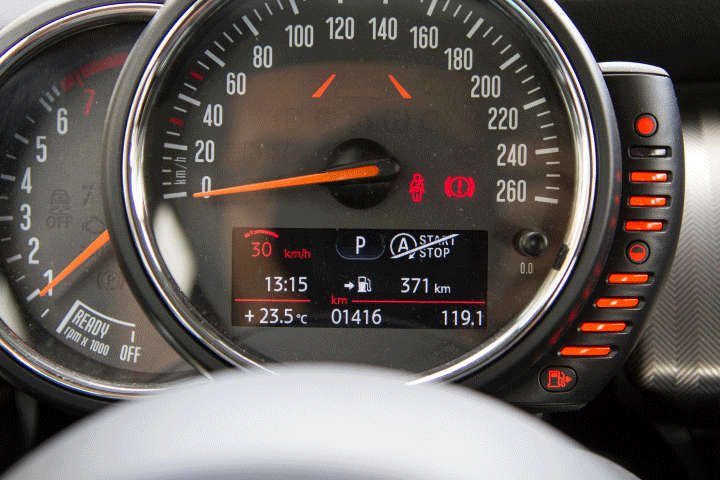 100 120 140 160
80 180
60 200
40 220
20 240
km/h 0 260
7
6
5
4
3
2
1
OFF
READY
rpm x 1000 OFF
30 km/h P A START
STOP
13:15 371 km
km
+ 23.5 °C 01416 119.1
0.0